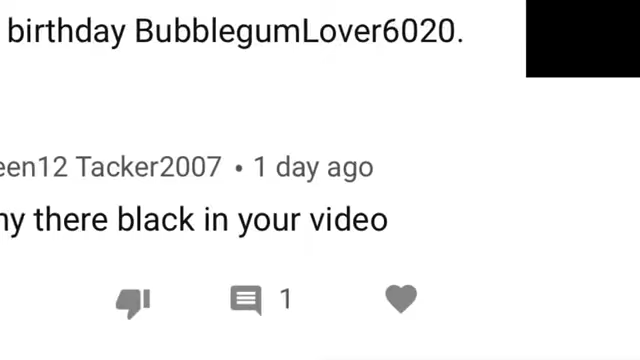 birthday BubblegumLover6020.
een12 Tacker2007 • 1 day ago
hy there black in your video
1